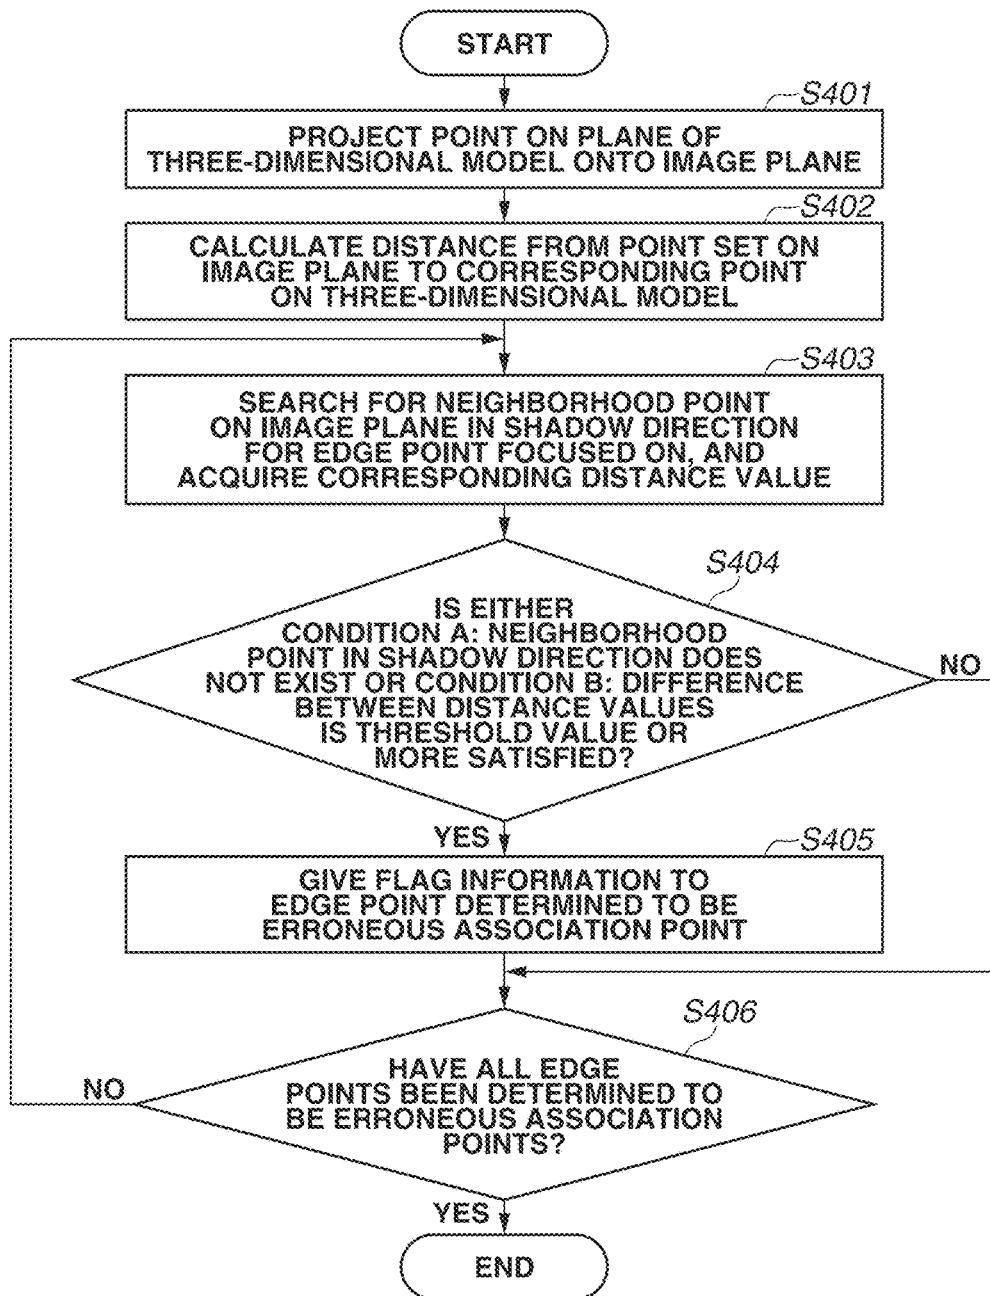 START
S401
PROJECT POINT ON PLANE OF
THREE-DIMENSIONAL MODEL ONTO IMAGE PLANE
S402
CALCULATE DISTANCE FROM POINT SET ON
IMAGE PLANE TO CORRESPONDING POINT
ON THREE-DIMENSIONAL MODEL
S403
SEARCH FOR NEIGHBORHOOD POINT
ON IMAGE PLANE IN SHADOW DIRECTION
FOR EDGE POINT FOCUSED ON, AND
ACQUIRE CORRESPONDING DISTANCE VALUE
S404
IS EITHER
CONDITION A: NEIGHBORHOOD
POINT IN SHADOW DIRECTION DOES
NOT EXIST OR CONDITION B: DIFFERENCE
BETWEEN DISTANCE VALUES
IS THRESHOLD VALUE OR
MORE SATISFIED?
NO
YES
S405
GIVE FLAG INFORMATION TO
EDGE POINT DETERMINED TO BE
ERRONEOUS ASSOCIATION POINT
S406
HAVE ALL EDGE
POINTS BEEN DETERMINED TO
BE ERRONEOUS ASSOCIATION
POINTS?
NO
YES
END